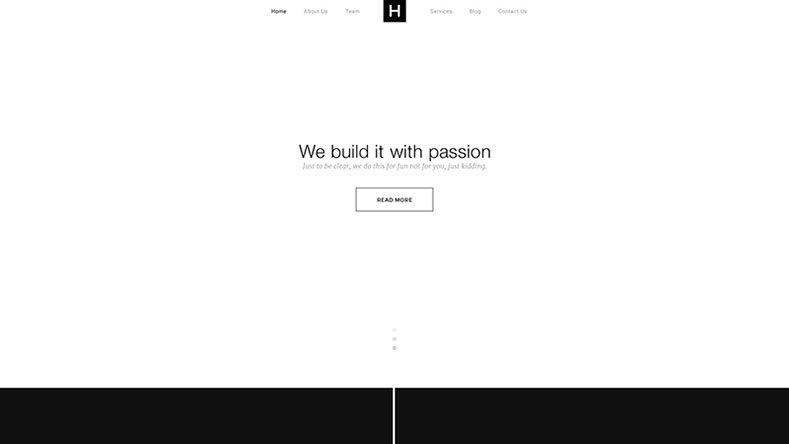 Home About Us Team H Services Blog Contact Us
We build it with passion
Just to be clear, we do this for fun not for you, just kidding.
READ MORE